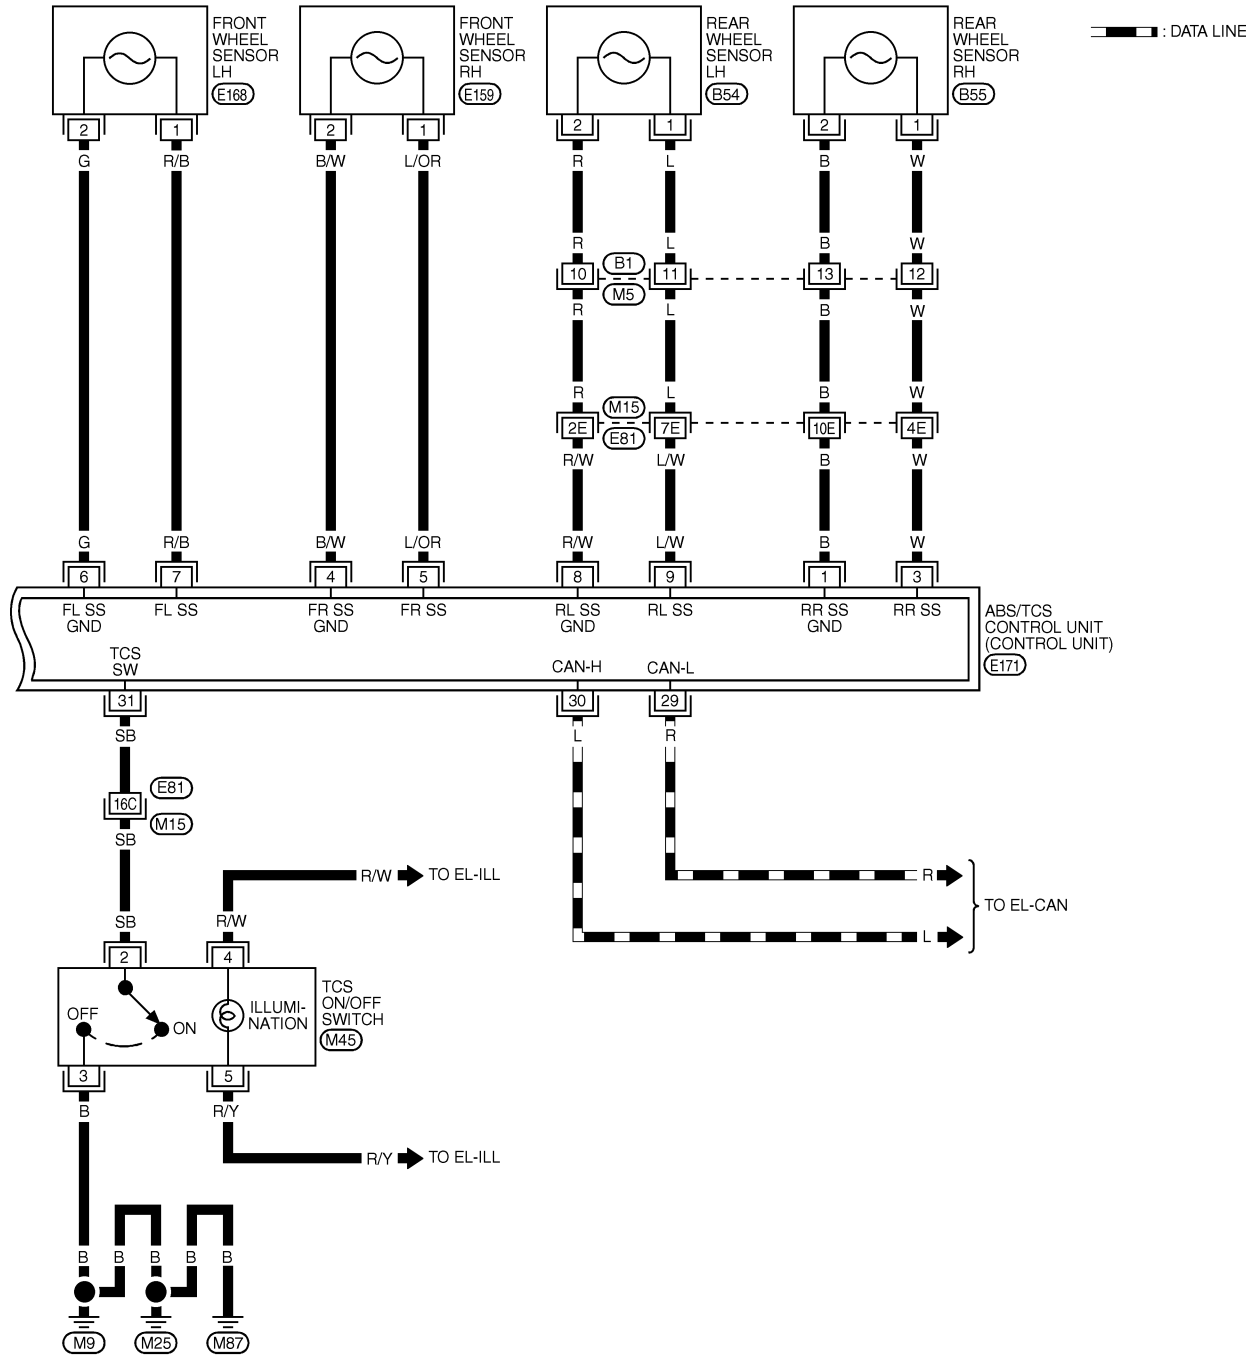 FRONT
WHEEL
SENSOR
LH
E168
FRONT
WHEEL
SENSOR
RH
E159
REAR
WHEEL
SENSOR
LH
B54
REAR
WHEEL
SENSOR
RH
B55
: DATA LINE
2 1 2 1 2 1 2 1
G R/B B/W L/OR R L B W
R L B W
B1
10 11 13 12
M5
R L B W
R L B W
M15
2E 7E 10E 4E
E81
R/W L/W B W
G R/B B/W L/OR R/W L/W B W
6 7 4 5 8 9 1 3
FL SS
GND
FL SS
FR SS
GND
FR SS
RL SS
GND
RL SS
RR SS
GND
RR SS
ABS/TCS
CONTROL UNIT
(CONTROL UNIT)
E171
TCS
SW
CAN-H
CAN-L
31 30 29
SB L R
E81
16C
M15
SB
R/W TO EL-ILL
R
TO EL-CAN
L
SB R/W
2 4
OFF
ON
ILLUMI-
NATION
TCS
ON/OFF
SWITCH
M45
3 5
B R/Y
R/Y TO EL-ILL
B B B B B
M9 M25 M87